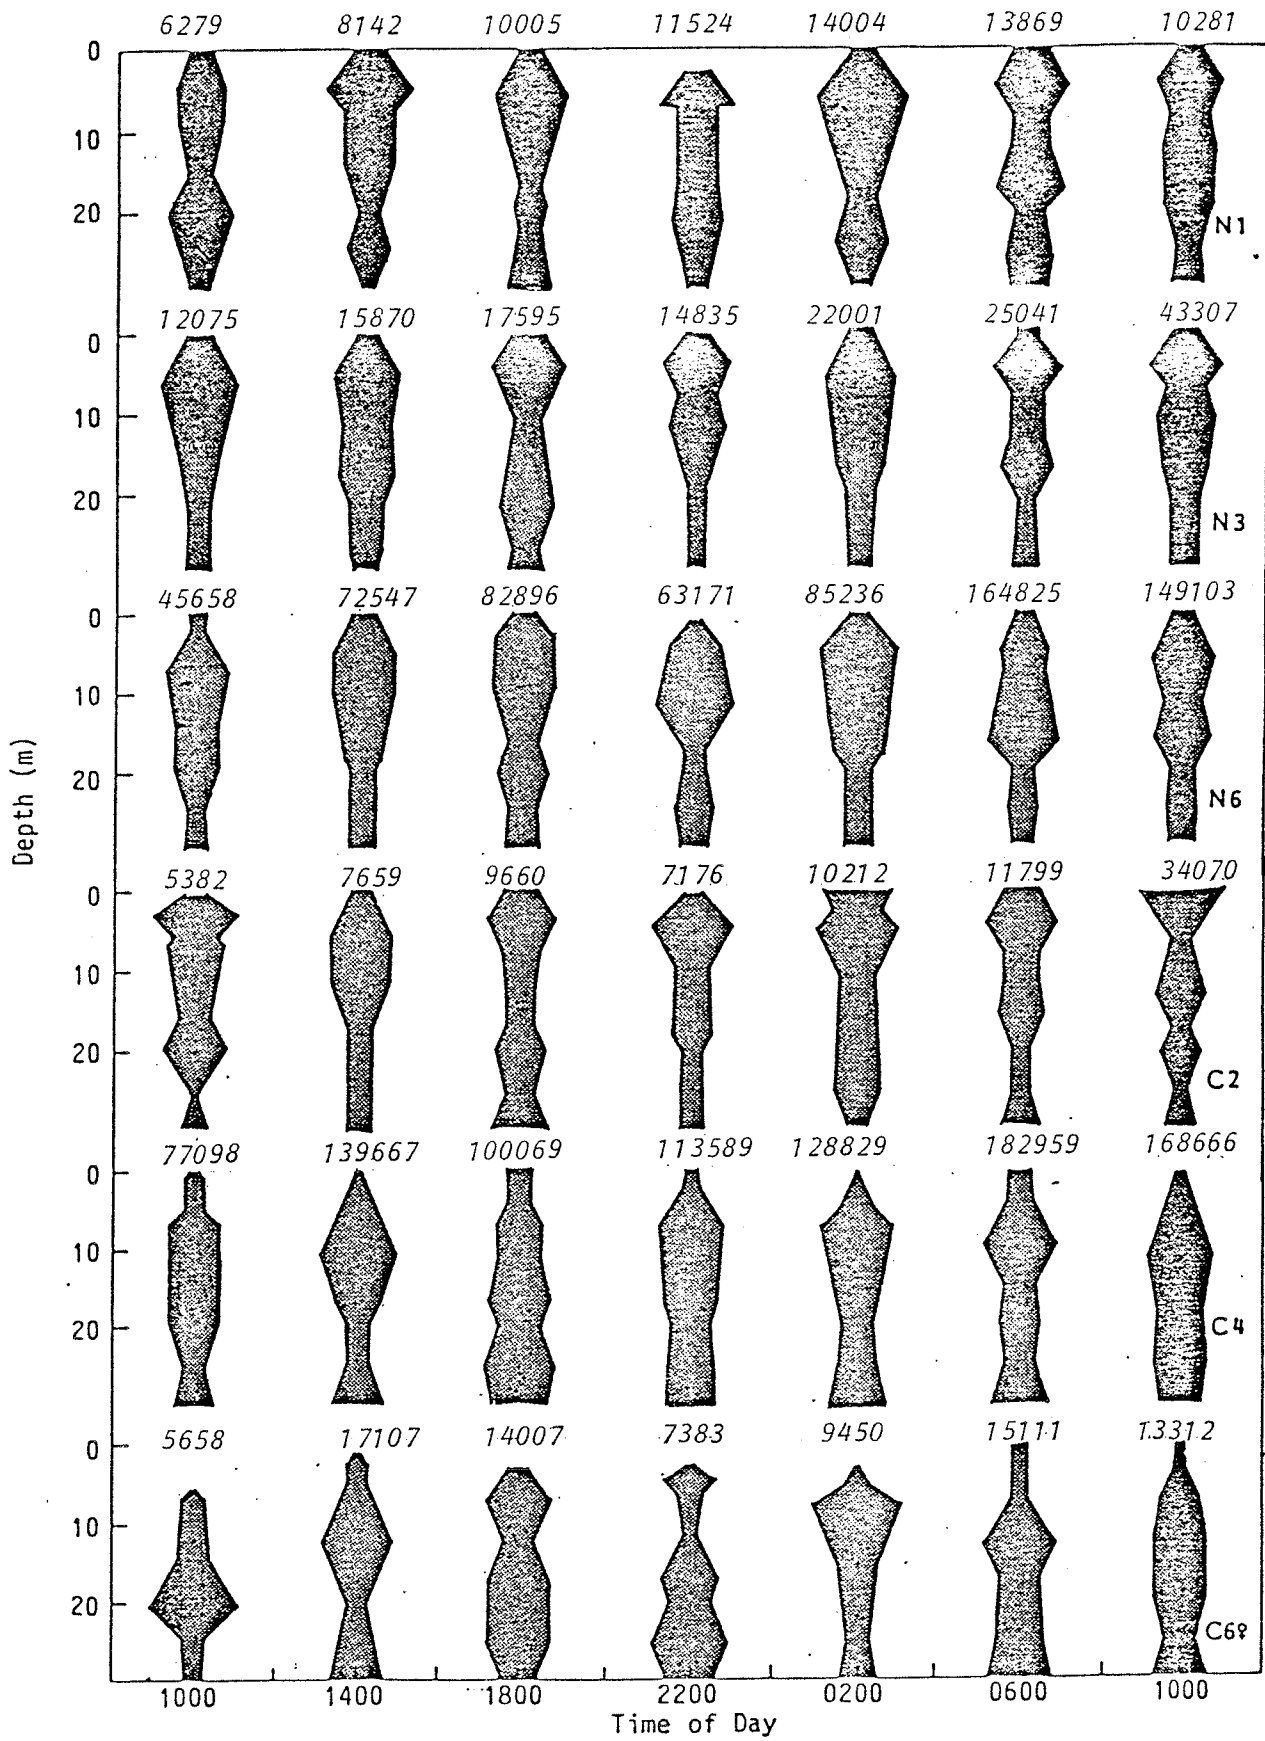 6279 8142 10005 11524 14004 13869 10281
0
10
20
N1
12075 15870 17595 14835 22001 25041 43307
0
10
20
N3
45658 72547 82896 63171 85236 164825 149103
0
10
20
N6
Depth (m)
5382 7659 9660 7176 10212 11799 34070
0
10
20
C2
77098 139667 100069 113589 128829 182959 168666
0
10
20
C4
5658 17107 14007 7383 9450 15111 13312
0
10
20
C6♀
1000 1400 1800 2200 0200 0600 1000
Time of Day